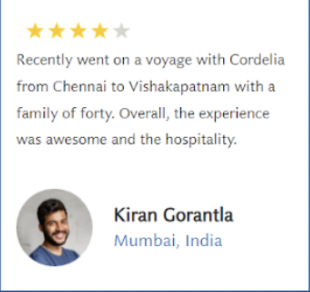 Recently went on a voyage with Cordelia
from Chennai to Vishakapatnam with a
family of forty. Overall, the experience
was awesome and the hospitality.
Kiran Gorantla
Mumbai, India